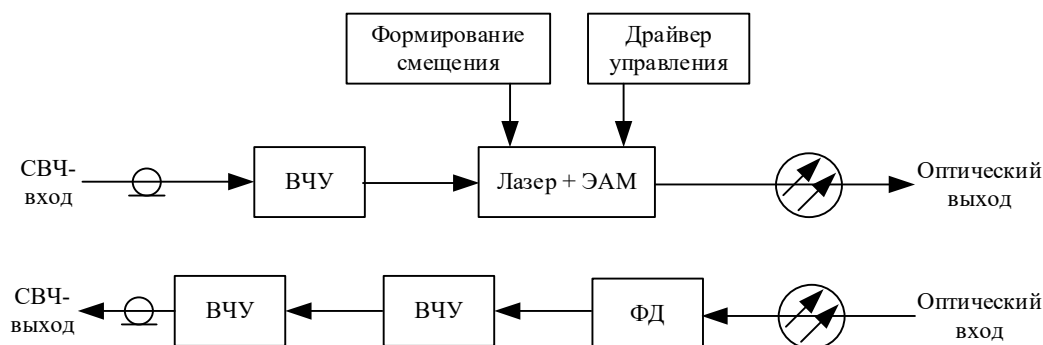 Формирование
смещения
Драйвер
управления
СВЧ-
вход
ВЧУ
Лазер + ЭАМ
Оптический
выход
СВЧ-
выход
ВЧУ
ВЧУ
ФД
Оптический
вход